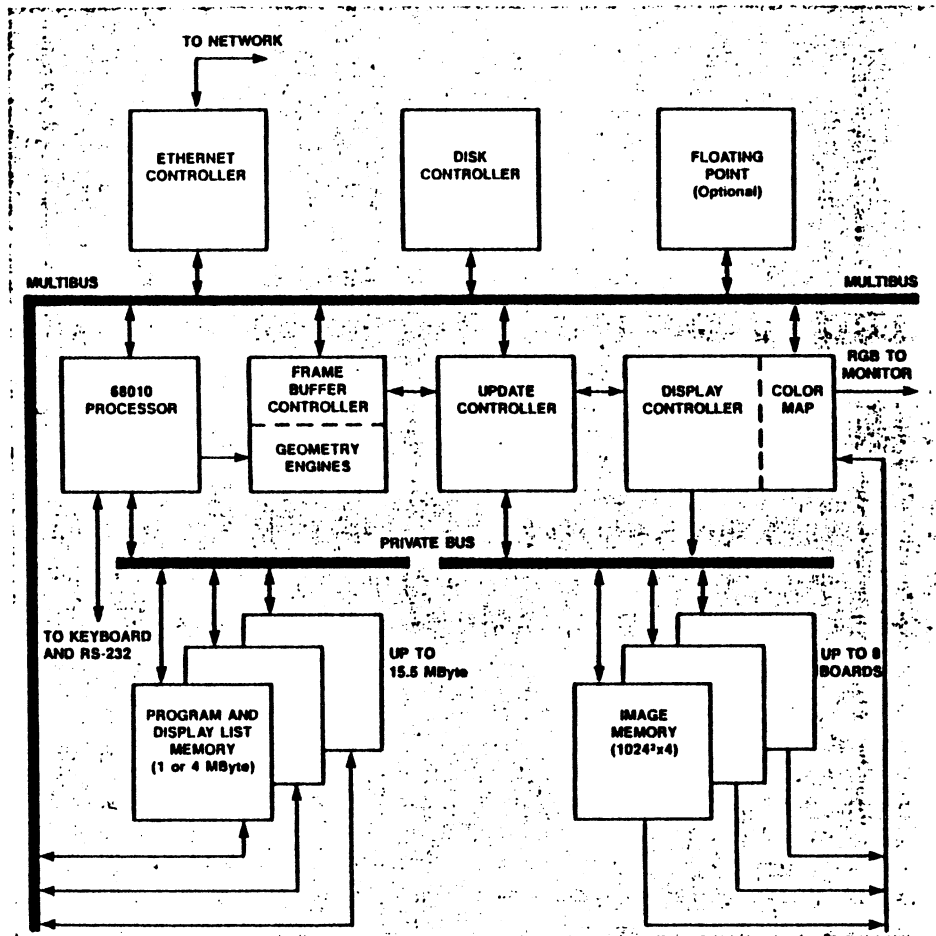 TO NETWORK
ETHERNET
CONTROLLER
DISK
CONTROLLER
FLOATING
POINT
(Optional)
MULTIBUS
MULTIBUS
68010
PROCESSOR
FRAME
BUFFER
CONTROLLER
GEOMETRY
ENGINES
UPDATE
CONTROLLER
DISPLAY
CONTROLLER
COLOR
MAP
RGB TO
MONITOR
PRIVATE BUS
TO KEYBOARD
AND RS-232
UP TO
15.5 MByte
PROGRAM AND
DISPLAY LIST
MEMORY
(1 or 4 MByte)
UP TO 8
BOARDS
IMAGE
MEMORY
(1024²x4)